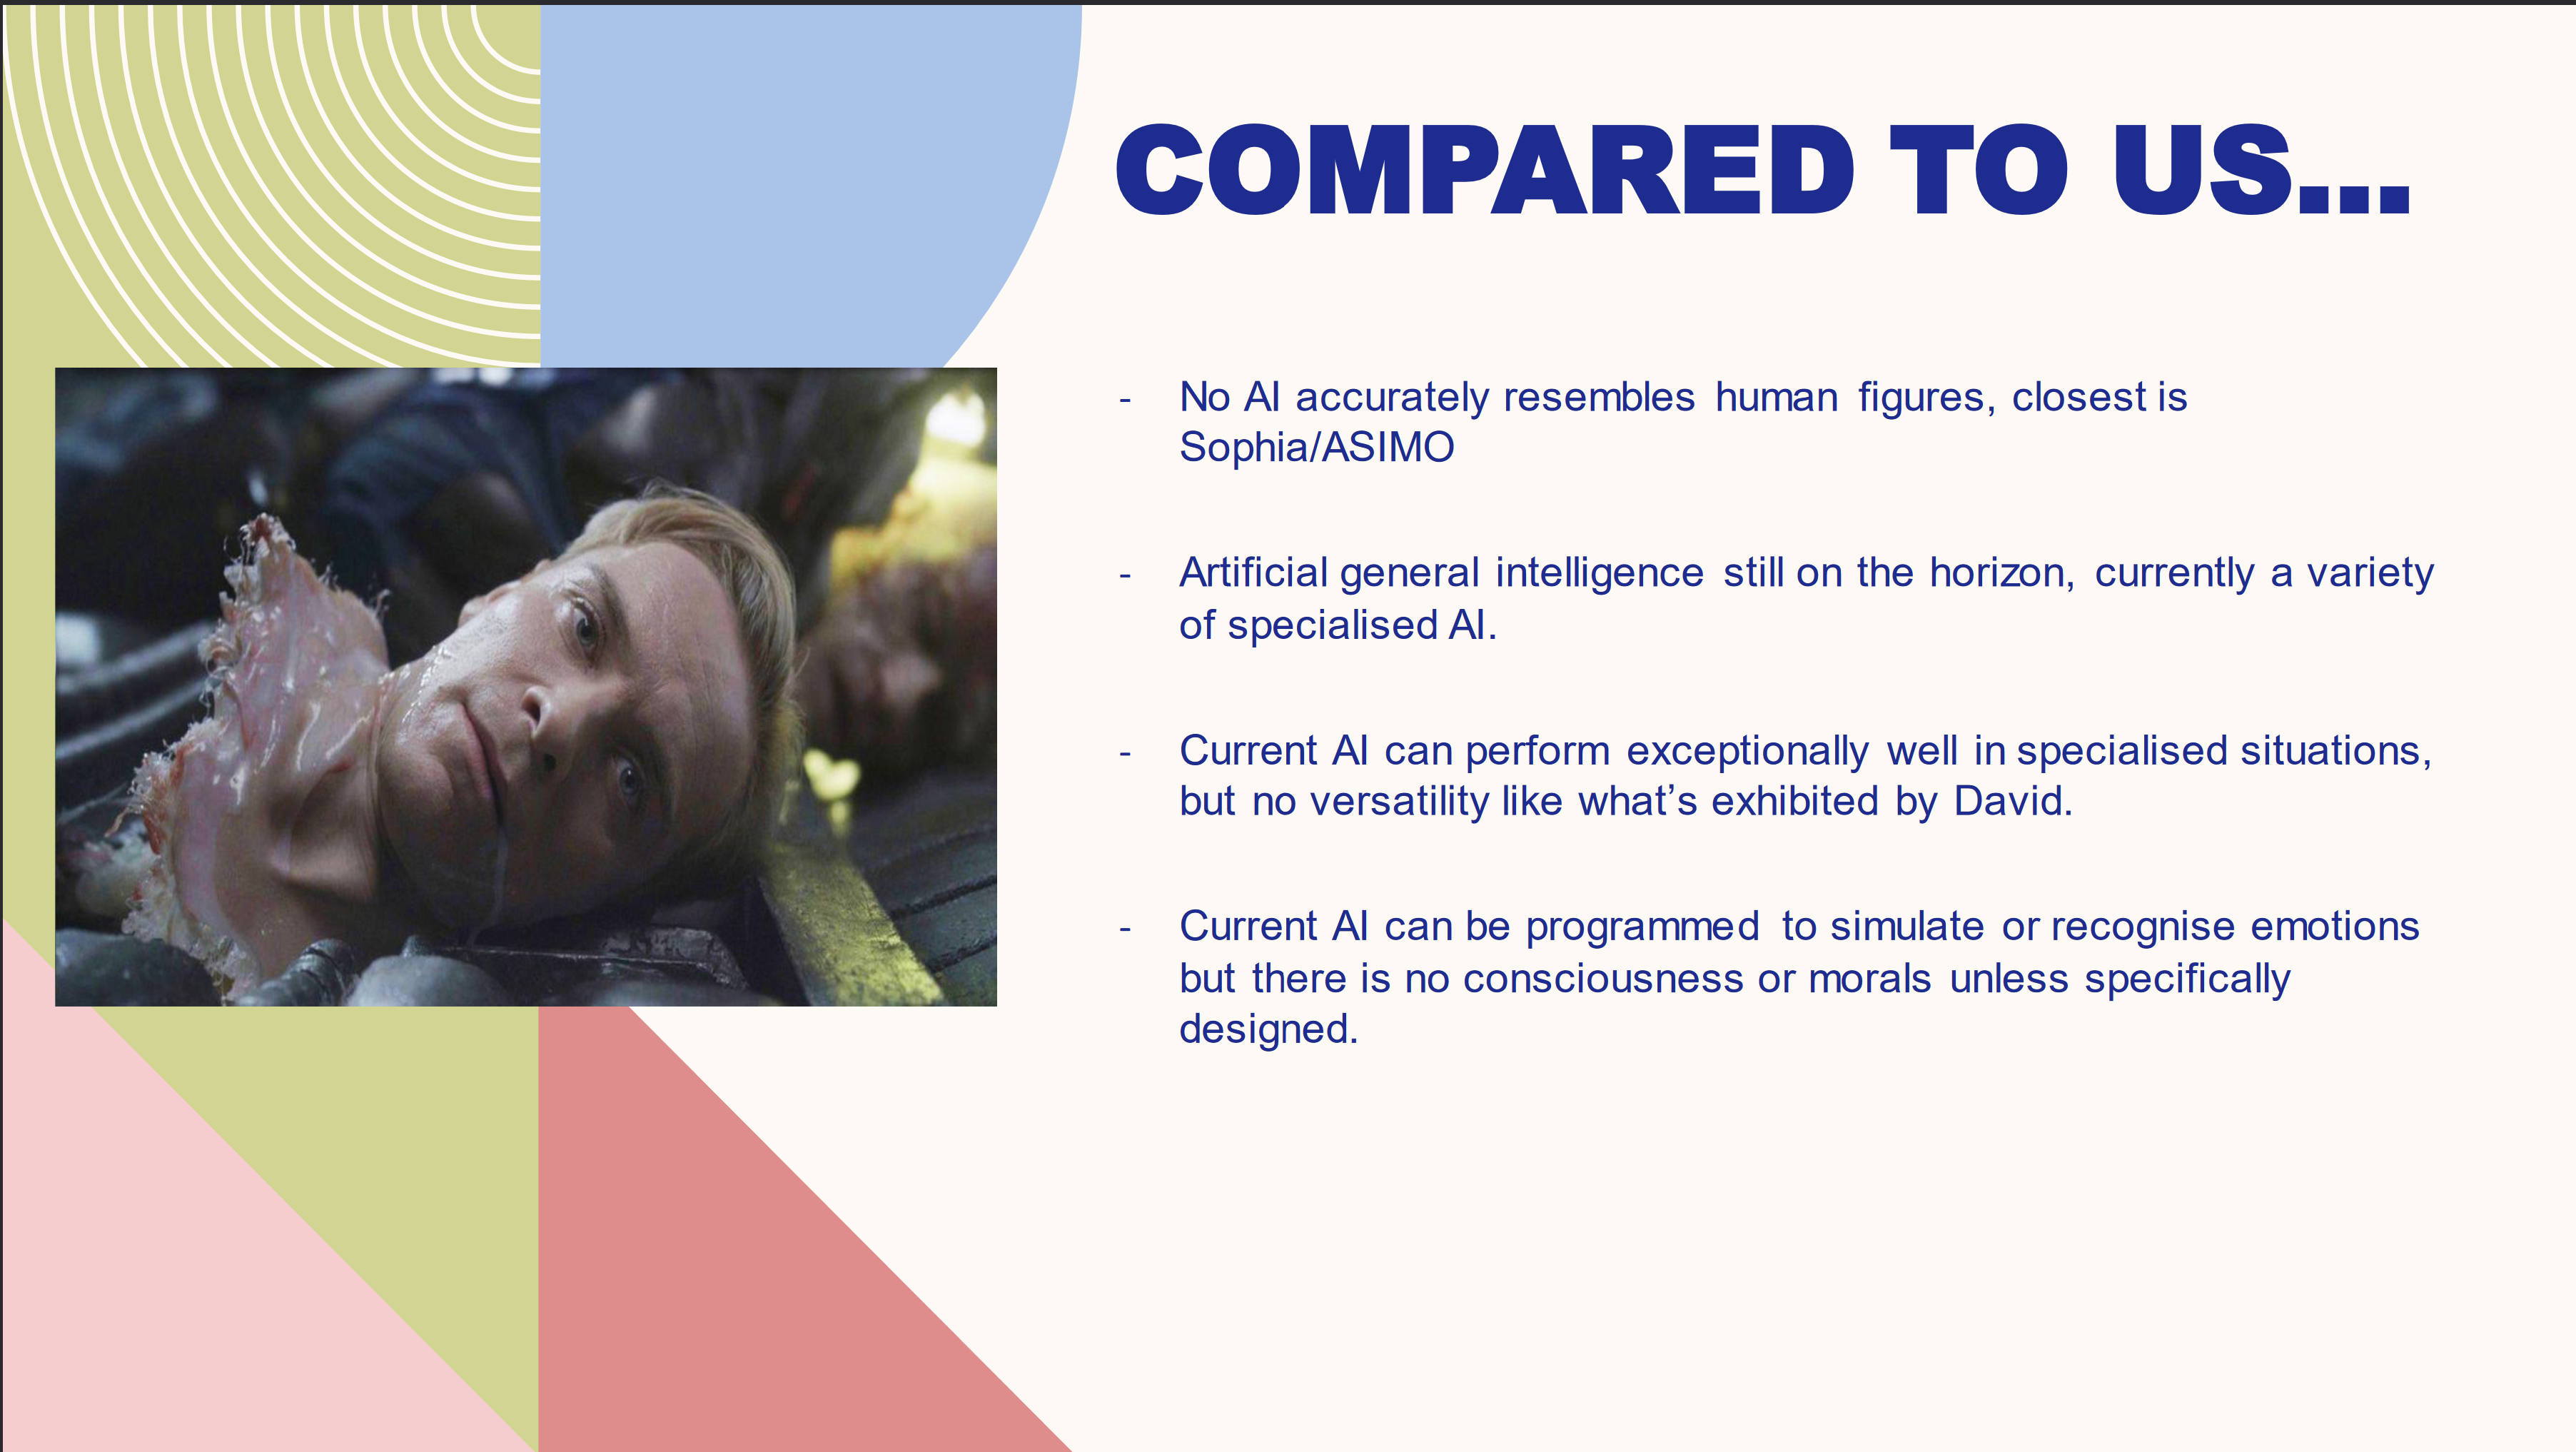 COMPARED TO US...
- No AI accurately resembles human figures, closest is
Sophia/ASIMO
- Artificial general intelligence still on the horizon, currently a variety
of specialised AI.
- Current AI can perform exceptionally well in specialised situations,
but no versatility like what’s exhibited by David.
- Current AI can be programmed to simulate or recognise emotions
but there is no consciousness or morals unless specifically
designed.